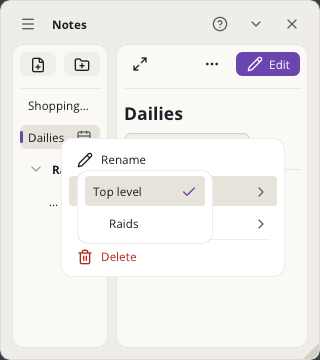 Notes
Edit
Shopping...
Dailies
Dailies
Rename
Top level
Raids
...
Delete